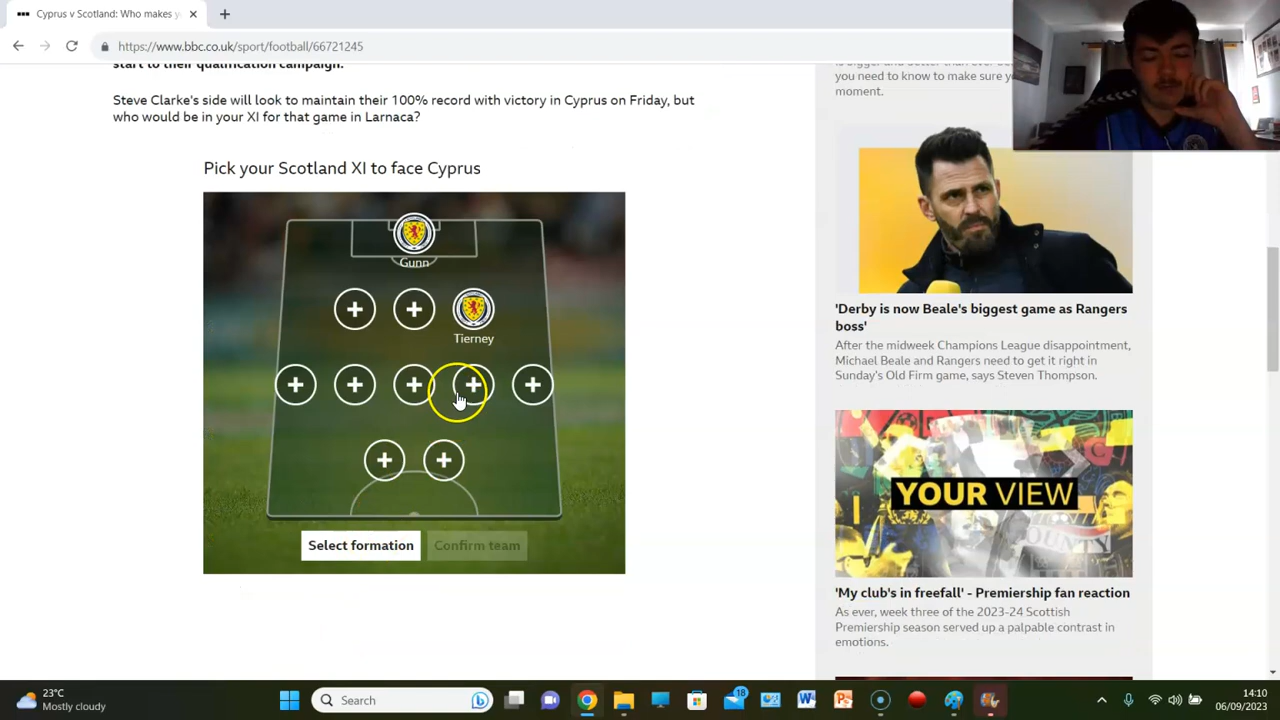 Cyprus v Scotland: Who makes y
https://www.bbc.co.uk/sport/football/66721245
start to their qualification campaign.
Steve Clarke's side will look to maintain their 100% record with victory in Cyprus on Friday, but
who would be in your XI for that game in Larnaca?
Pick your Scotland XI to face Cyprus
Gunn
Tierney
Select formation
Confirm team
you need to know to make sure you
moment.
'Derby is now Beale's biggest game as Rangers
boss'
After the midweek Champions League disappointment,
Michael Beale and Rangers need to get it right in
Sunday's Old Firm game, says Steven Thompson.
YOUR VIEW
'My club's in freefall' - Premiership fan reaction
As ever, week three of the 2023-24 Scottish
Premiership season served up a palpable contrast in
emotions.
23°C
Mostly cloudy
Search
18
14:10
06/09/2023